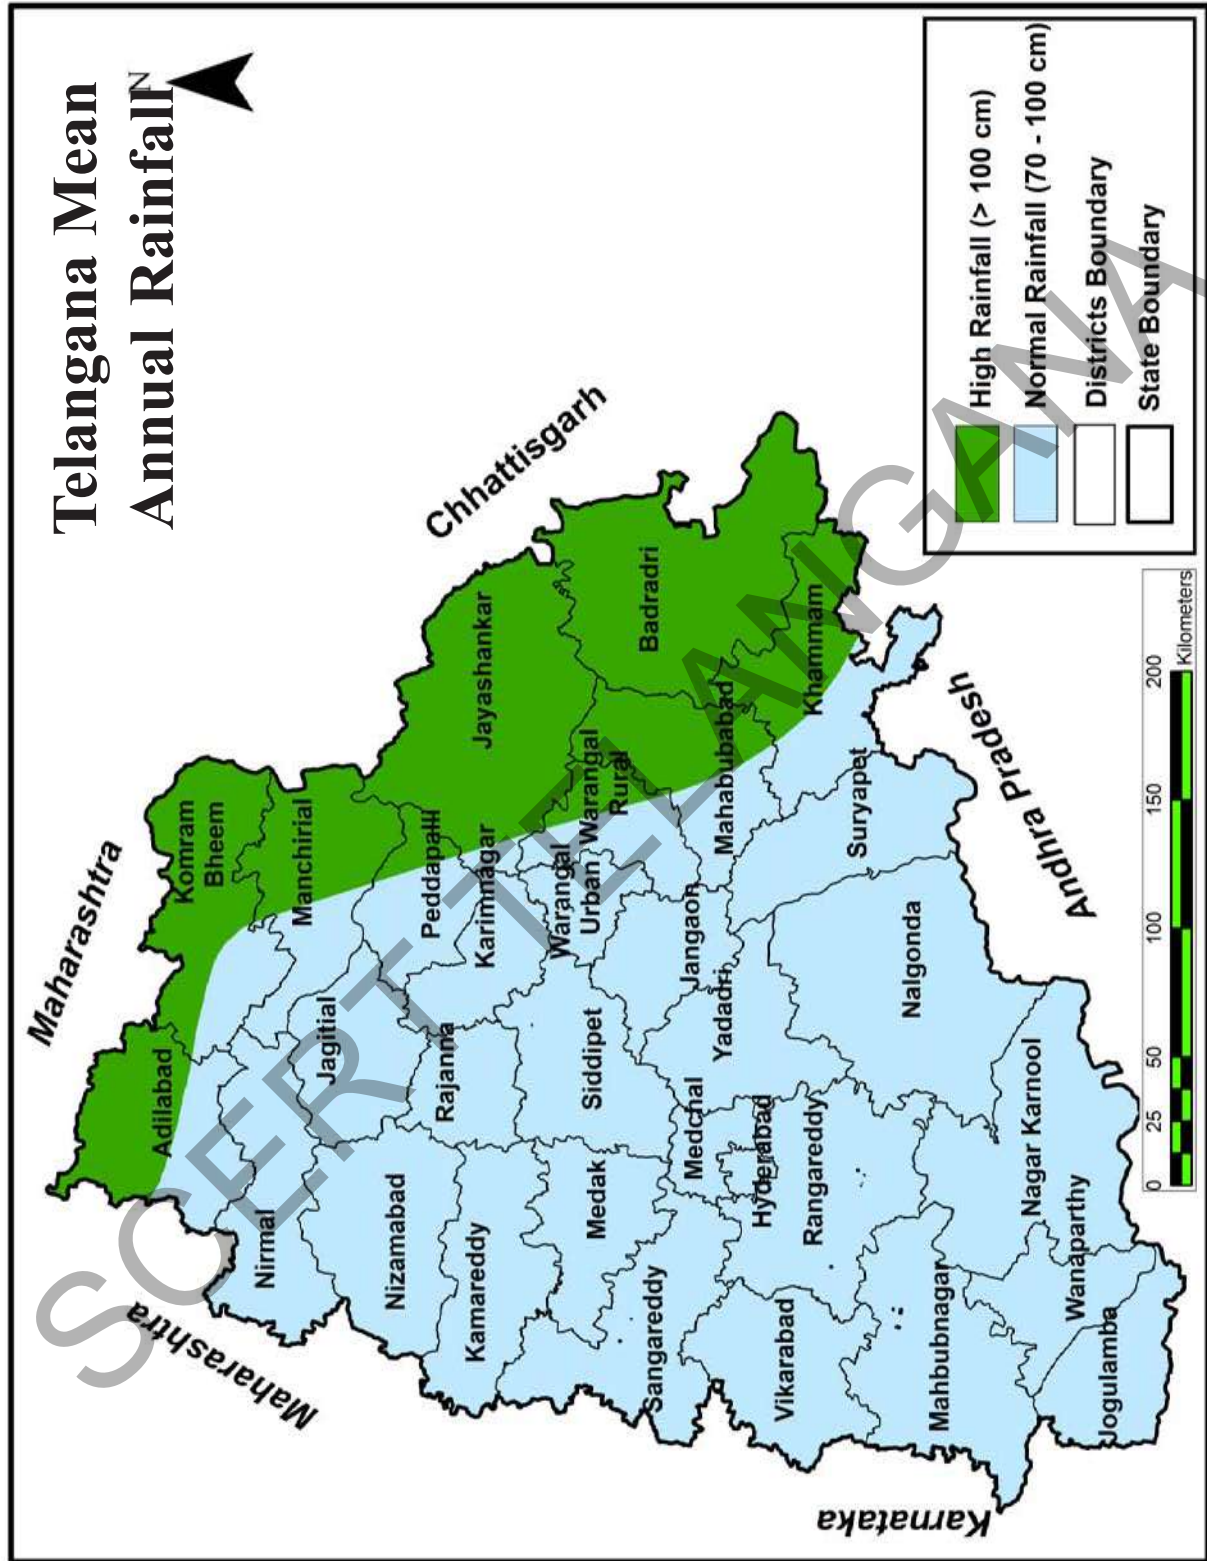 Telangana Mean
Annual Rainfall
N
Maharashtra
Maharashtra
Chhattisgarh
Karnataka
Andhra Pradesh
Adilabad
Komram
Bheem
Nirmal
Manchirial
Jagitial
Nizamabad
Peddapalli
Jayashankar
Kamareddy
Rajanna
Karimnagar
Warangal
Urban
Warangal
Rural
Badradri
Medak
Siddipet
Sangareddy
Medchal
Jangaon
Mahabubabad
Yadadri
Hyderabad
Khammam
Vikarabad
Rangareddy
Suryapet
Nalgonda
Mahbubnagar
Nagar Karnool
Wanaparthy
Jogulamba
High Rainfall (> 100 cm)
Normal Rainfall (70 - 100 cm)
Districts Boundary
State Boundary
0 25 50 100 150 200
Kilometers
SCERT TELANGANA